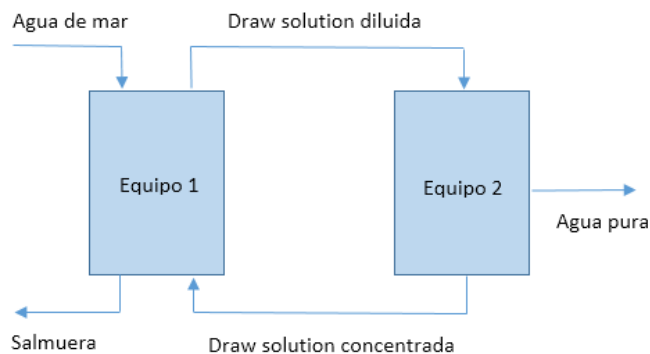 Agua de mar
Draw solution diluida
Equipo 1
Equipo 2
Agua pura
Salmuera
Draw solution concentrada